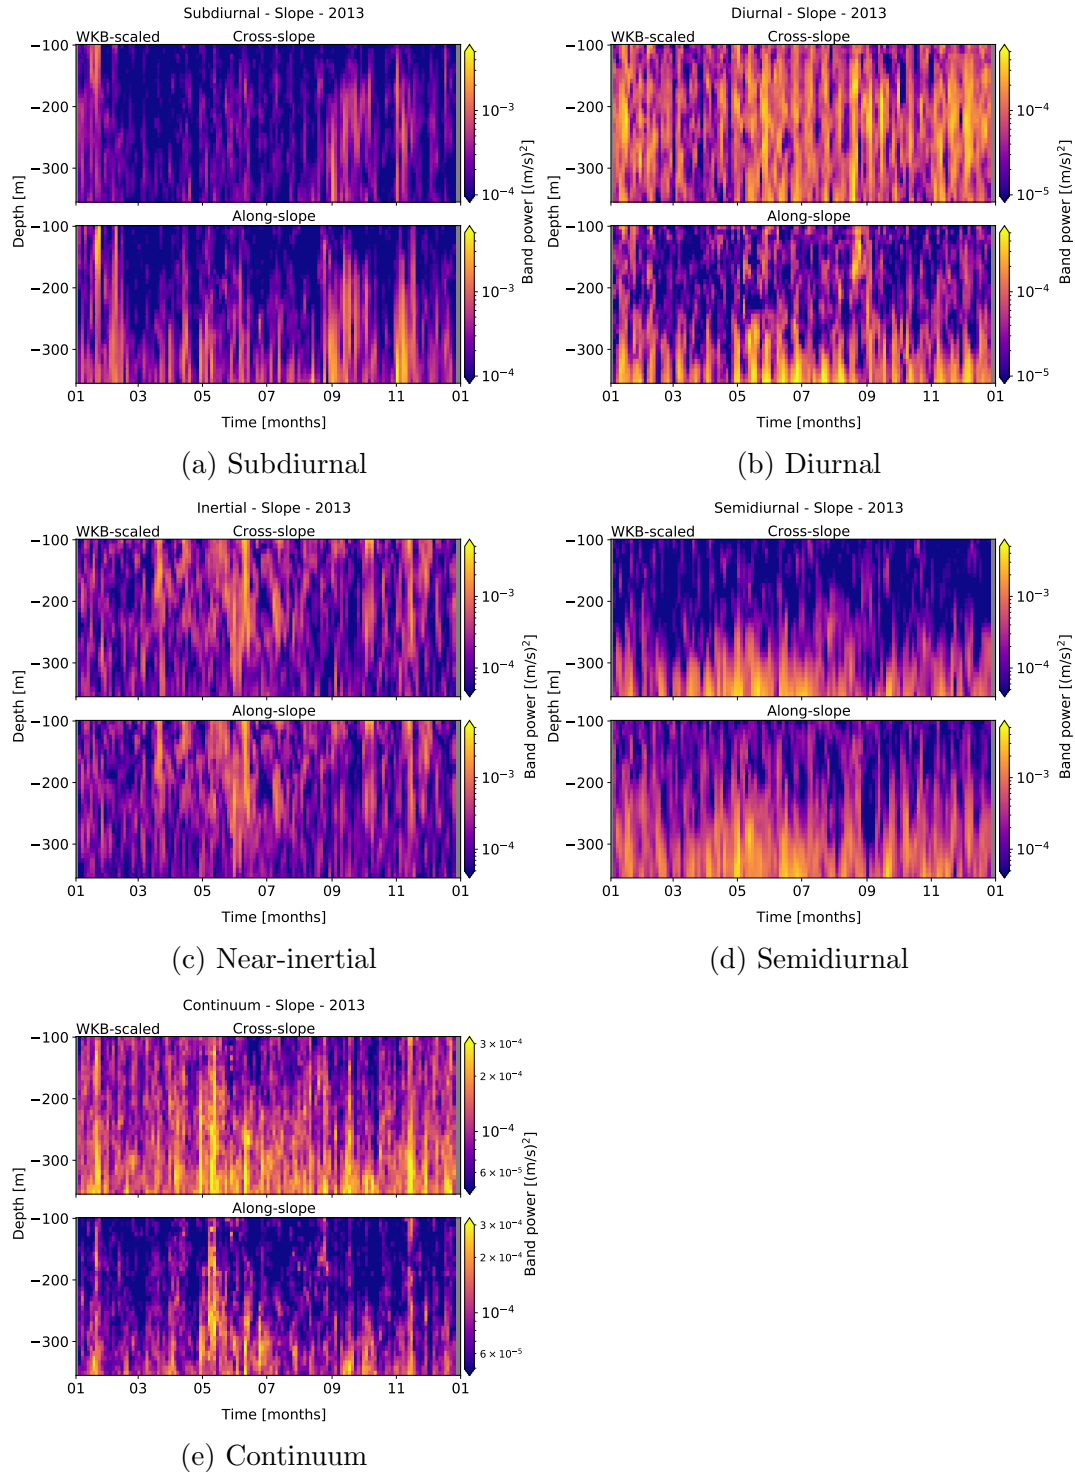 Subdiurnal - Slope - 2013
WKB-scaled Cross-slope
−100
−200
−300
10⁻³
10⁻⁴
Along-slope
−100
−200
−300
10⁻³
10⁻⁴
Depth [m]
Band power [(m/s)²]
01 03 05 07 09 11 01
Time [months]
(a) Subdiurnal
Diurnal - Slope - 2013
WKB-scaled Cross-slope
−100
−200
−300
10⁻⁴
10⁻⁵
Along-slope
−100
−200
−300
10⁻⁴
10⁻⁵
Depth [m]
Band power [(m/s)²]
01 03 05 07 09 11 01
Time [months]
(b) Diurnal
Inertial - Slope - 2013
WKB-scaled Cross-slope
−100
−200
−300
10⁻³
10⁻⁴
Along-slope
−100
−200
−300
10⁻³
10⁻⁴
Depth [m]
Band power [(m/s)²]
01 03 05 07 09 11 01
Time [months]
(c) Near-inertial
Semidiurnal - Slope - 2013
WKB-scaled Cross-slope
−100
−200
−300
10⁻³
10⁻⁴
Along-slope
−100
−200
−300
10⁻³
10⁻⁴
Depth [m]
Band power [(m/s)²]
01 03 05 07 09 11 01
Time [months]
(d) Semidiurnal
Continuum - Slope - 2013
WKB-scaled Cross-slope
−100
−200
−300
3 × 10⁻⁴
2 × 10⁻⁴
10⁻⁴
6 × 10⁻⁵
Along-slope
−100
−200
−300
3 × 10⁻⁴
2 × 10⁻⁴
10⁻⁴
6 × 10⁻⁵
Depth [m]
Band power [(m/s)²]
01 03 05 07 09 11 01
Time [months]
(e) Continuum